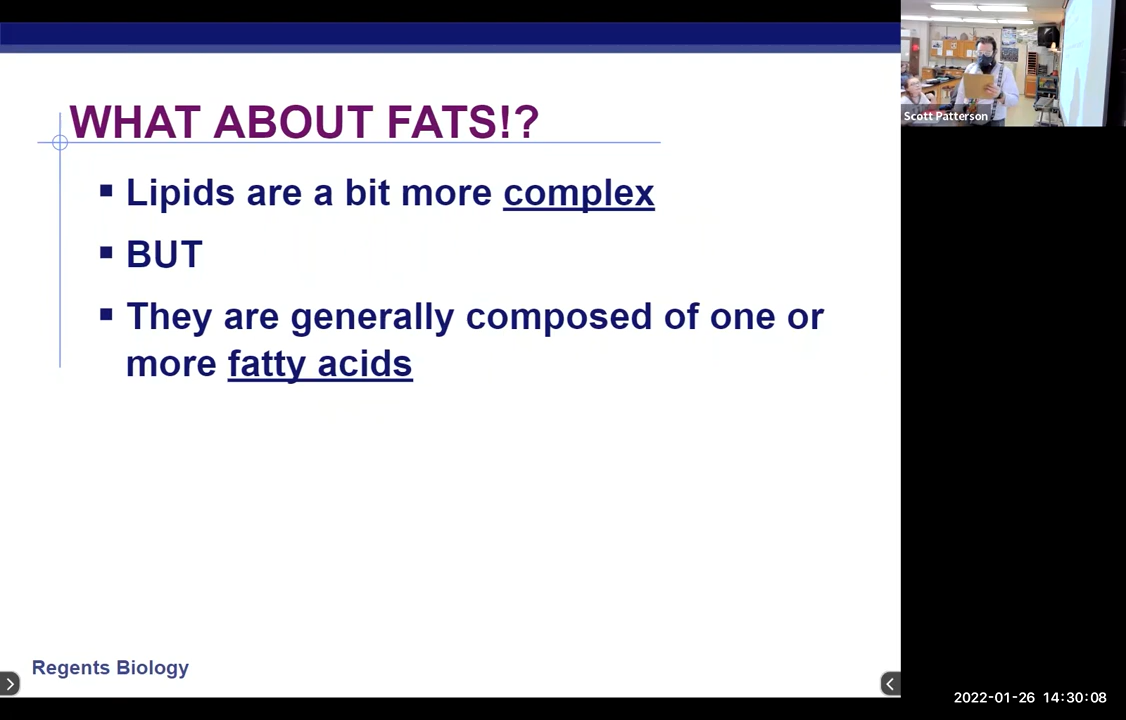 WHAT ABOUT FATS!?
▪ Lipids are a bit more complex
▪ BUT
▪ They are generally composed of one or
more fatty acids
Regents Biology
Scott Patterson
2022-01-26 14:30:08